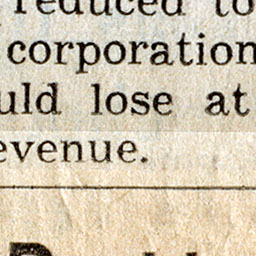 reduced to
corporation
uld lose at
evenue.